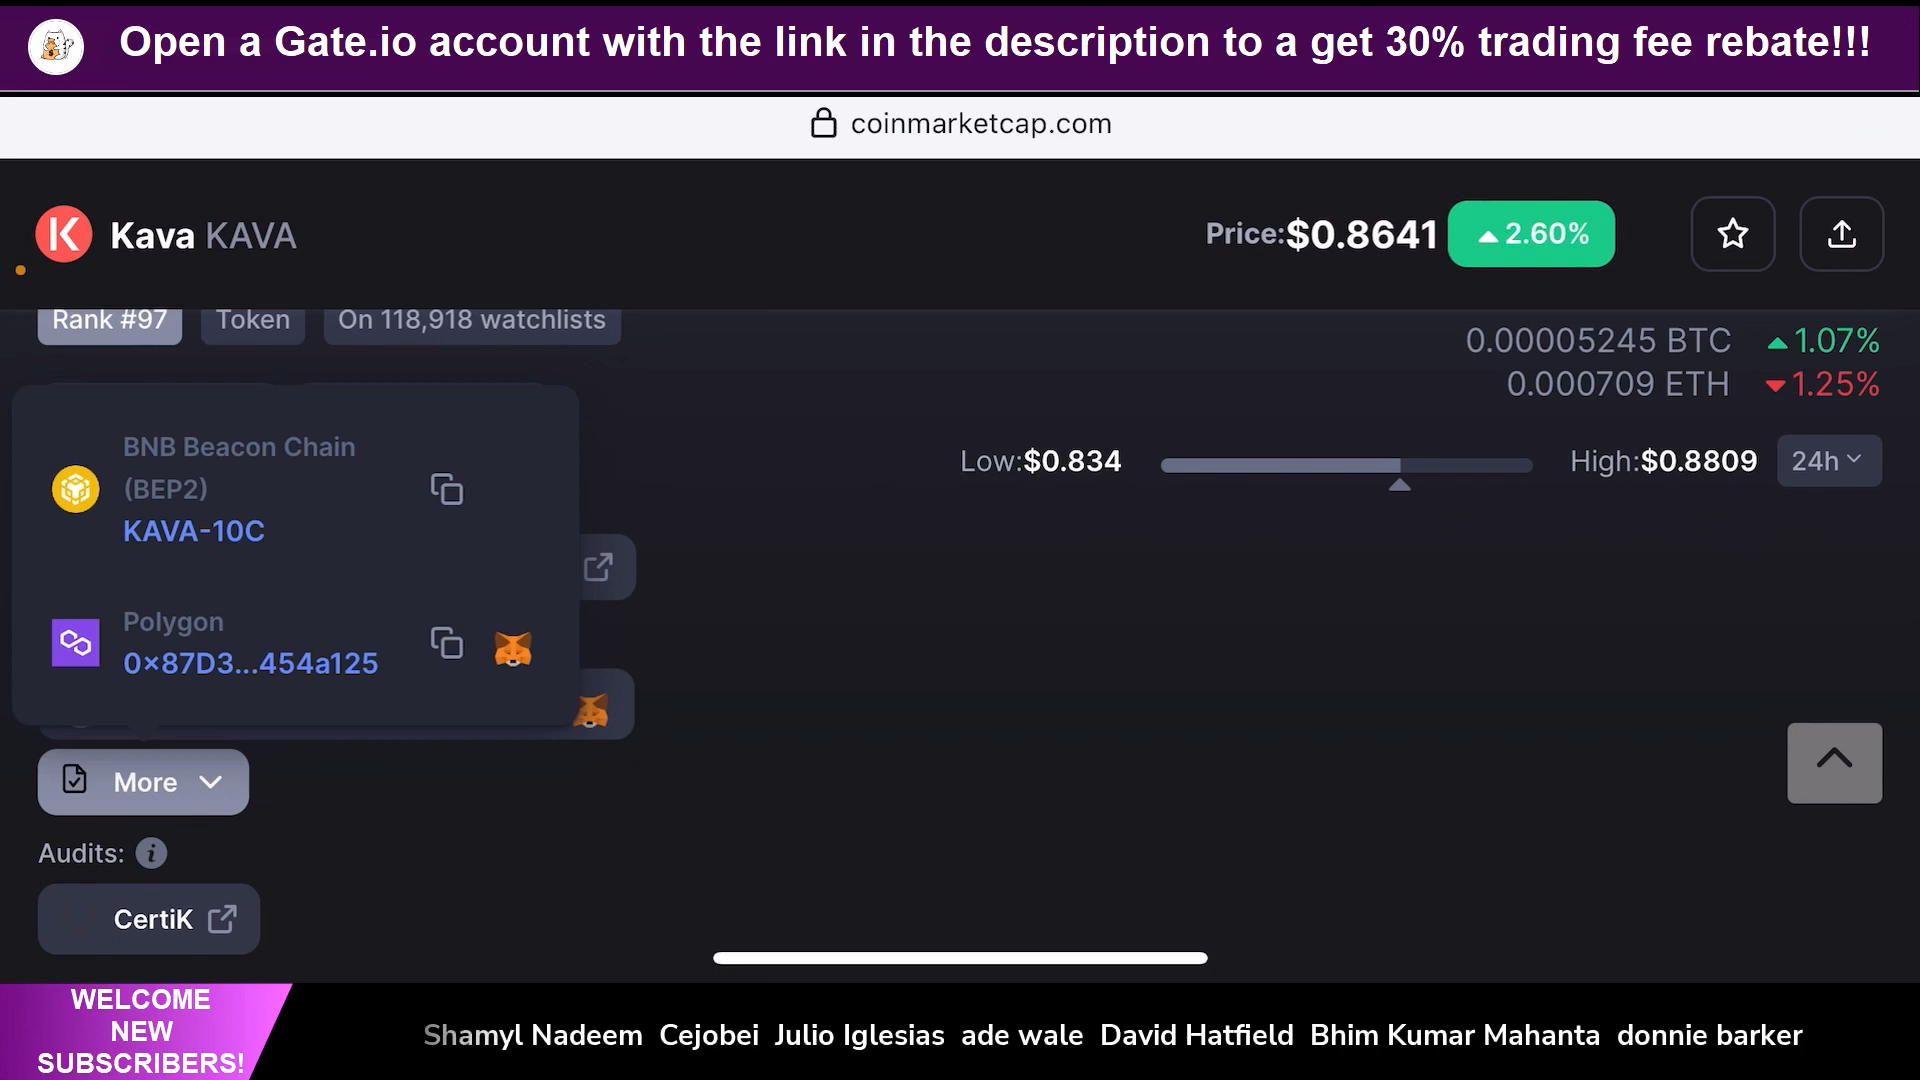 Open a Gate.io account with the link in the description to a get 30% trading fee rebate!!!
coinmarketcap.com
Kava KAVA
Price:$0.8641 2.60%
Rank #97 Token On 118,918 watchlists
0.00005245 BTC 1.07%
0.000709 ETH 1.25%
Low:$0.834 High:$0.8809 24h
BNB Beacon Chain
(BEP2)
KAVA-10C
Polygon
0x87D3...454a125
More
Audits:
CertiK
WELCOME
NEW
SUBSCRIBERS!
Shamyl Nadeem Cejobei Julio Iglesias ade wale David Hatfield Bhim Kumar Mahanta donnie barker